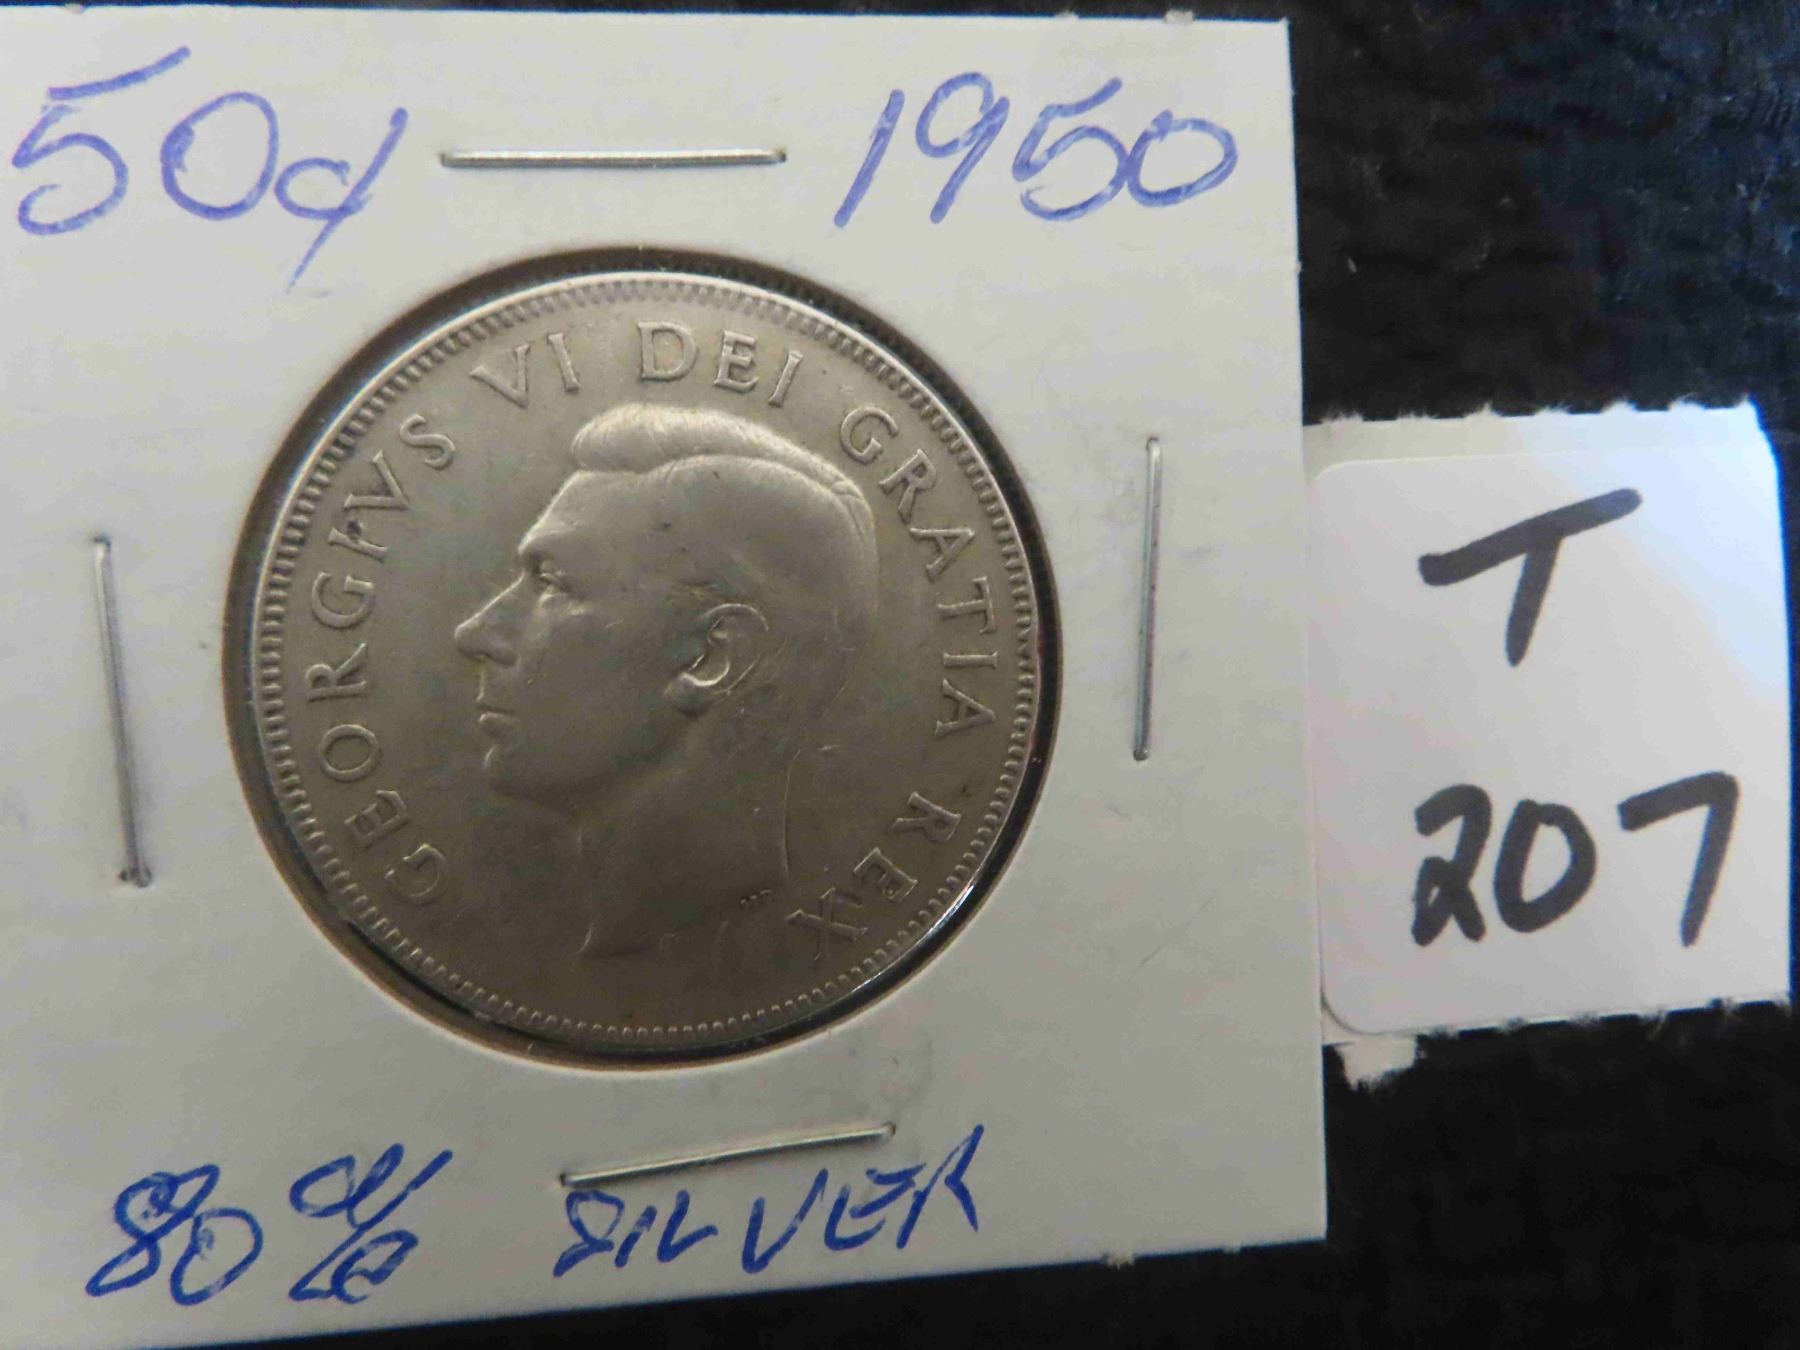 50¢ 1950
GEORGIVS VI DEI GRATIA REX
80% SILVER
T
207